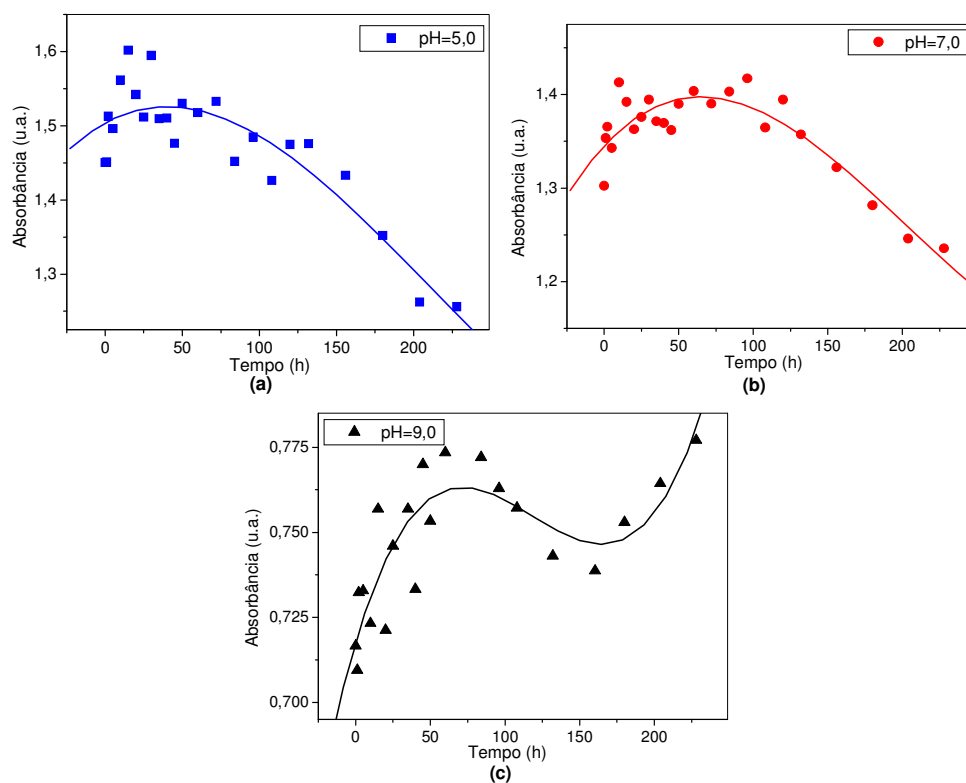 pH=5,0
1,6
1,5
1,4
1,3
Absorbância (u.a.)
0 50 100 150 200
Tempo (h)
(a)
pH=7,0
1,4
1,3
1,2
Absorbância (u.a.)
0 50 100 150 200
Tempo (h)
(b)
pH=9,0
0,775
0,750
0,725
0,700
Absorbância (u.a.)
0 50 100 150 200
Tempo (h)
(c)